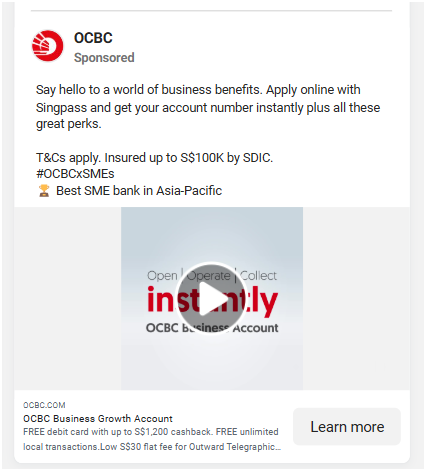 OCBC
Sponsored
Say hello to a world of business benefits. Apply online with
Singpass and get your account number instantly plus all these
great perks.
T&Cs apply. Insured up to S$100K by SDIC.
#OCBCxSMEs
🏆 Best SME bank in Asia-Pacific
Open | Operate | Collect
instantly
OCBC Business Account
OCBC.COM
OCBC Business Growth Account
FREE debit card with up to S$1,200 cashback. FREE unlimited
local transactions.Low S$30 flat fee for Outward Telegraphic...
Learn more